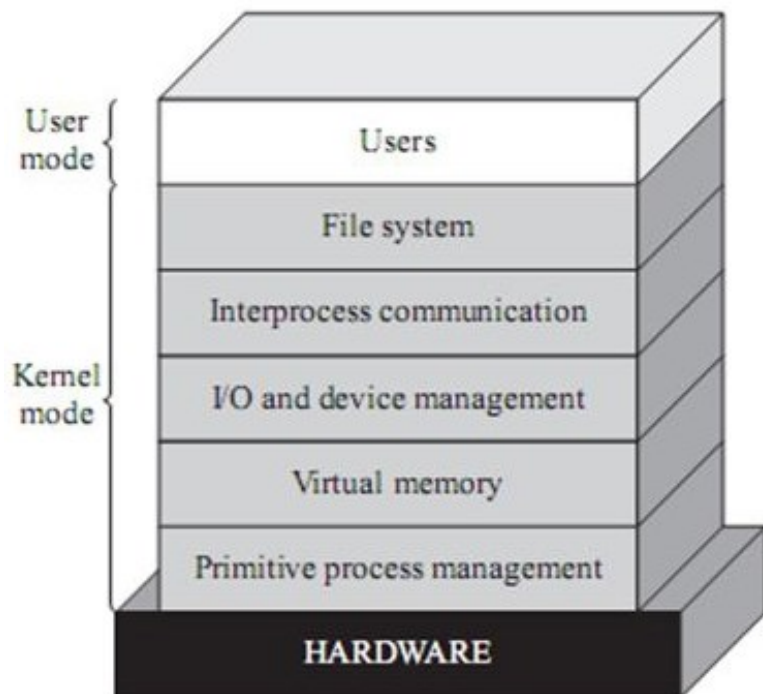 User
mode
Users
File system
Interprocess communication
Kernel
mode
I/O and device management
Virtual memory
Primitive process management
HARDWARE